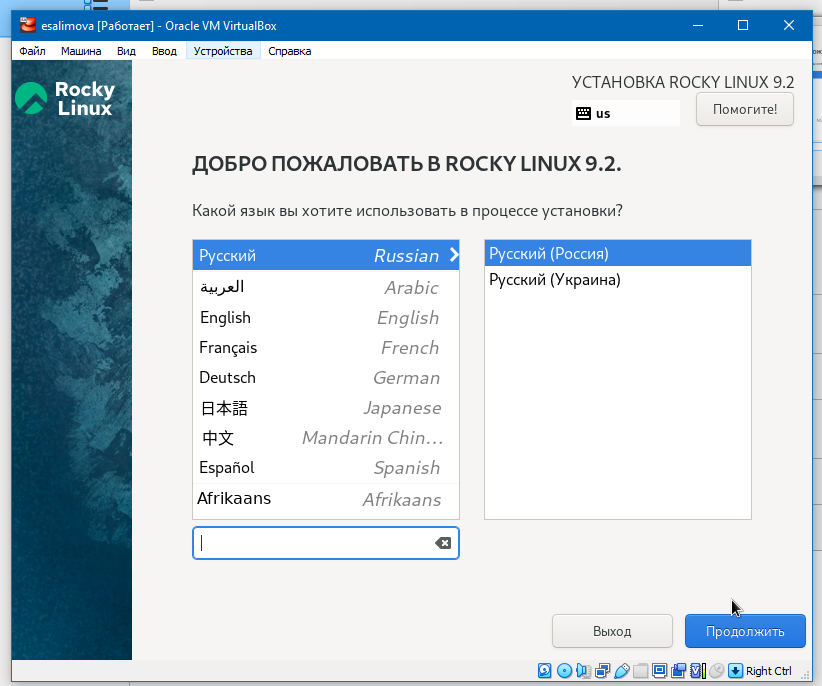 esalimova [Работает] - Oracle VM VirtualBox
Файл Машина Вид Ввод Устройства Справка
Rocky
Linux
УСТАНОВКА ROCKY LINUX 9.2
us
Помогите!
ДОБРО ПОЖАЛОВАТЬ В ROCKY LINUX 9.2.
Какой язык вы хотите использовать в процессе установки?
Русский Russian
العربية Arabic
English English
Français French
Deutsch German
日本語 Japanese
中文 Mandarin Chin...
Español Spanish
Afrikaans Afrikaans
Русский (Россия)
Русский (Украина)
Выход
Продолжить
Right Ctrl